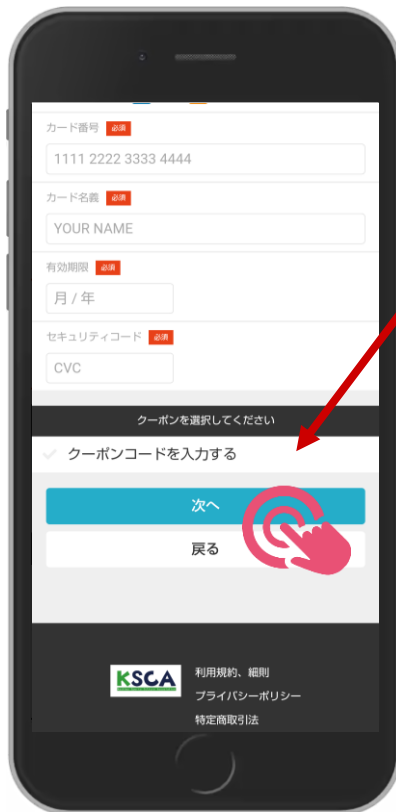 カード番号 必須
1111 2222 3333 4444
カード名義 必須
YOUR NAME
有効期限 必須
月 / 年
セキュリティコード 必須
CVC
クーポンを選択してください
クーポンコードを入力する
次へ
戻る
KSCA
利用規約、細則
プライバシーポリシー
特定商取引法